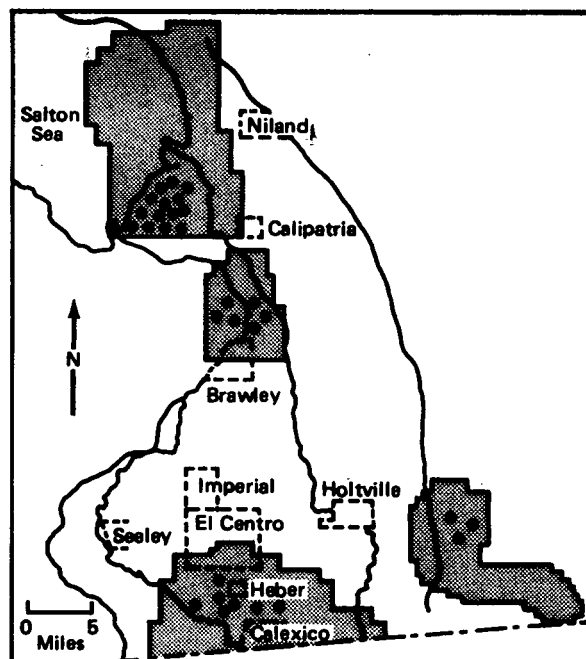 Salton
Sea
Niland
Calipatria
N
Brawley
Imperial
Holtville
El Centro
Seeley
Heber
0 5
Miles
Calexico